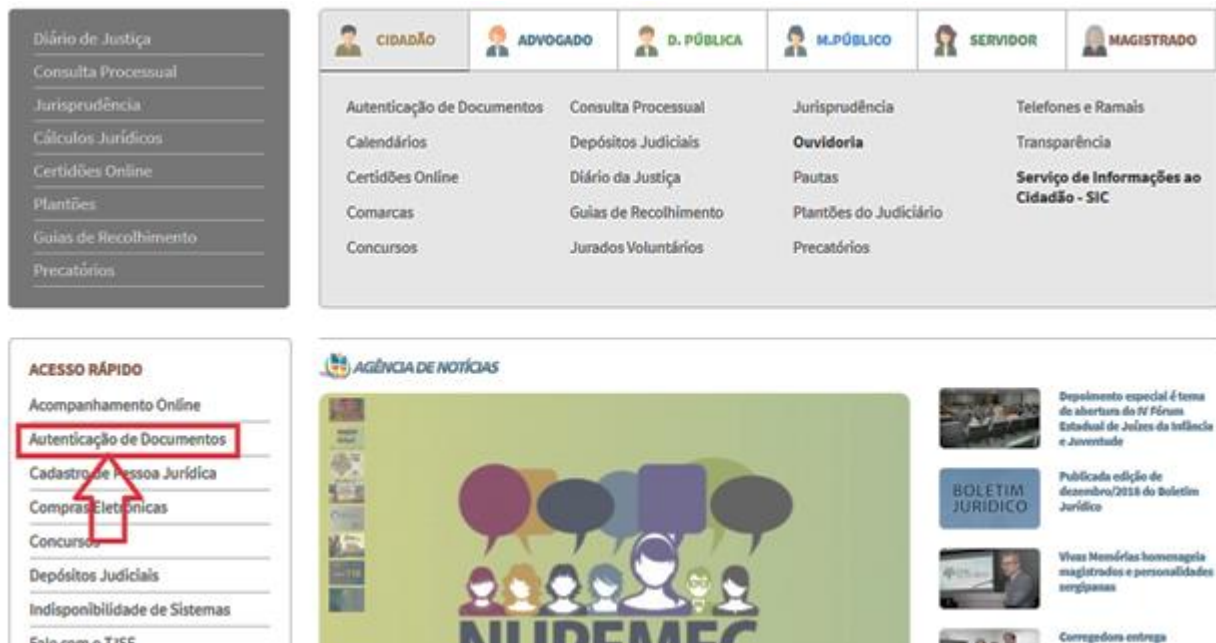 Diário de Justiça
Consulta Processual
Jurisprudência
Cálculos Jurídicos
Certidões Online
Plantões
Guias de Recolhimento
Precatórios
CIDADÃO
ADVOGADO
D. PÚBLICA
M.PÚBLICO
SERVIDOR
MAGISTRADO
Autenticação de Documentos
Calendários
Certidões Online
Comarcas
Concursos
Consulta Processual
Depósitos Judiciais
Diário da Justiça
Guias de Recolhimento
Jurados Voluntários
Jurisprudência
Ouvidoria
Pautas
Plantões do Judiciário
Precatórios
Telefones e Ramais
Transparência
Serviço de Informações ao
Cidadão - SIC
ACESSO RÁPIDO
Acompanhamento Online
Autenticação de Documentos
Cadastro de Pessoa Jurídica
Compras Eletrônicas
Concursos
Depósitos Judiciais
Indisponibilidade de Sistemas
Fale com o TJSE
AGÊNCIA DE NOTÍCIAS
NUPEMEC
Depoimento especial é tema
de abertura do IV Fórum
Estadual de Juízes da Infância
e Juventude
BOLETIM
JURIDICO
Publicada edição de
dezembro/2018 do Boletim
Jurídico
Vivas Memórias homenageia
magistrados e personalidades
sergipanas
Corregedora entrega